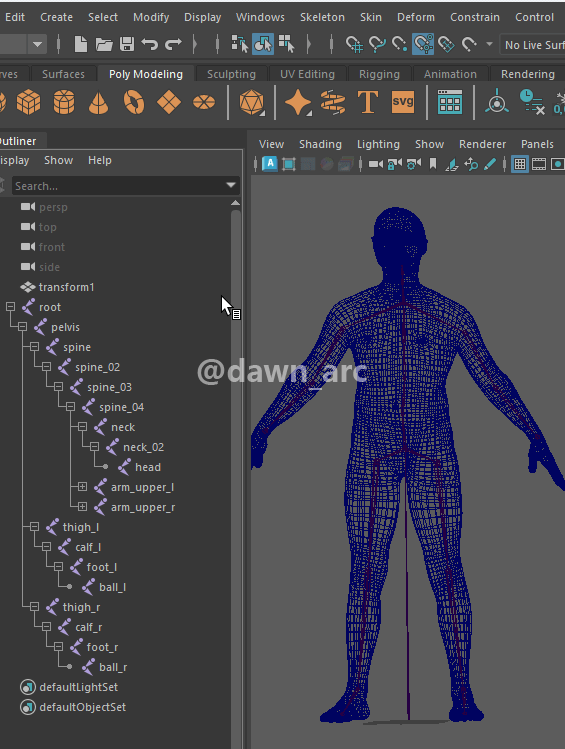 Edit Create Select Modify Display Windows Skeleton Skin Deform Constrain Control
No Live Surf
rves Surfaces Poly Modeling Sculpting UV Editing Rigging Animation Rendering
T svg
0,0
Outliner
isplay Show Help
View Shading Lighting Show Renderer Panels
A
Search...
persp
top
front
side
transform1
root
pelvis
spine
spine_02
spine_03
spine_04
neck
neck_02
head
arm_upper_l
arm_upper_r
thigh_l
calf_l
foot_l
ball_l
thigh_r
calf_r
foot_r
ball_r
defaultLightSet
defaultObjectSet
@dawn_arc